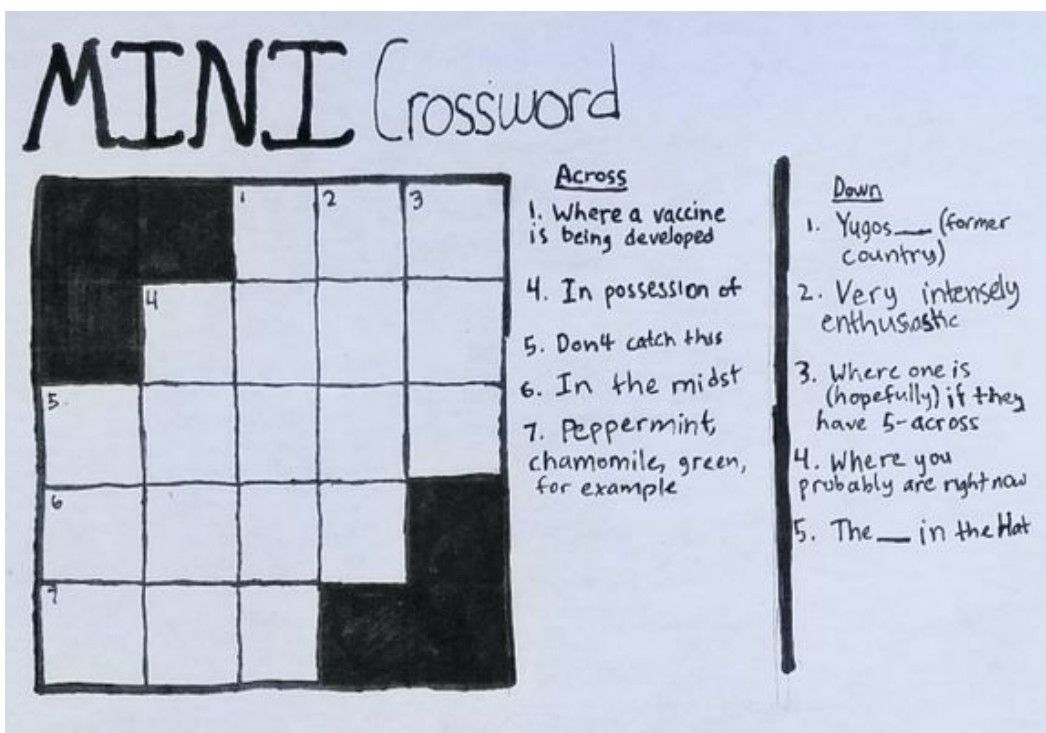 MINI Crossword
1 2 3
4
5
6
7
Across
1. Where a vaccine
is being developed
4. In possession of
5. Don4 catch this
6. In the midst
7. Peppermint,
chamomile, green,
for example
Down
1. Yugos___ (former
country)
2. Very intensely
enthusiastic
3. Where one is
(hopefully) if they
have 5-across
4. Where you
probably are right now
5. The ___ in the Hat